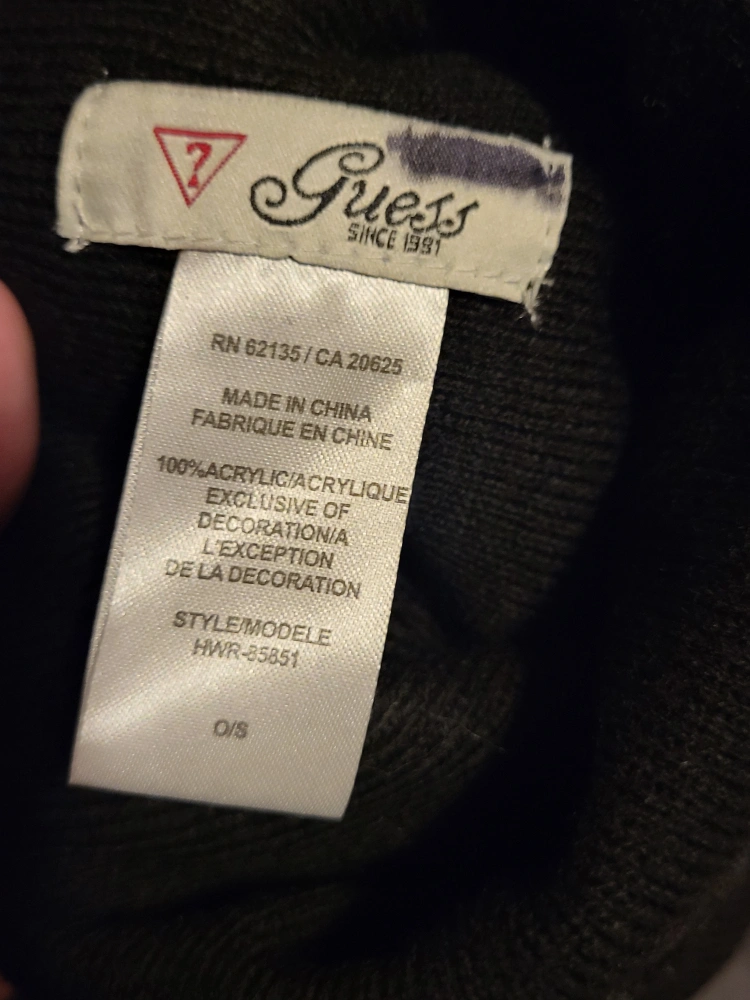 ?
Guess
SINCE 1981
RN 62135 / CA 20625
MADE IN CHINA
FABRIQUE EN CHINE
100%ACRYLIC/ACRYLIQUE
EXCLUSIVE OF
DECORATION/A
L'EXCEPTION
DE LA DECORATION
STYLE/MODELE
HWR-85851
O/S